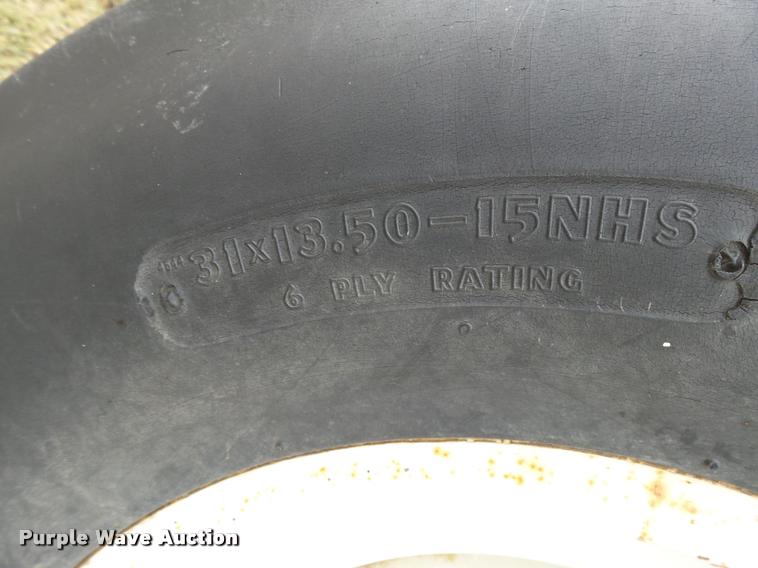 31x13.50-15NHS
6 PLY RATING
Purple Wave Auction